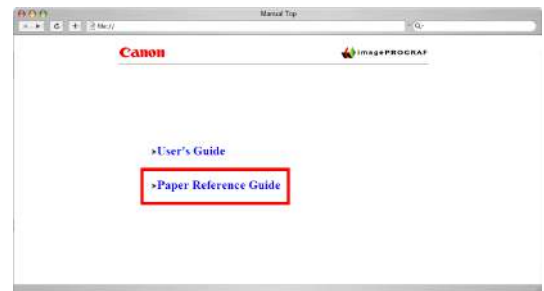 Manual Top
file://
Q-
Canon
imagePROGRAF
▸User's Guide
▸Paper Reference Guide